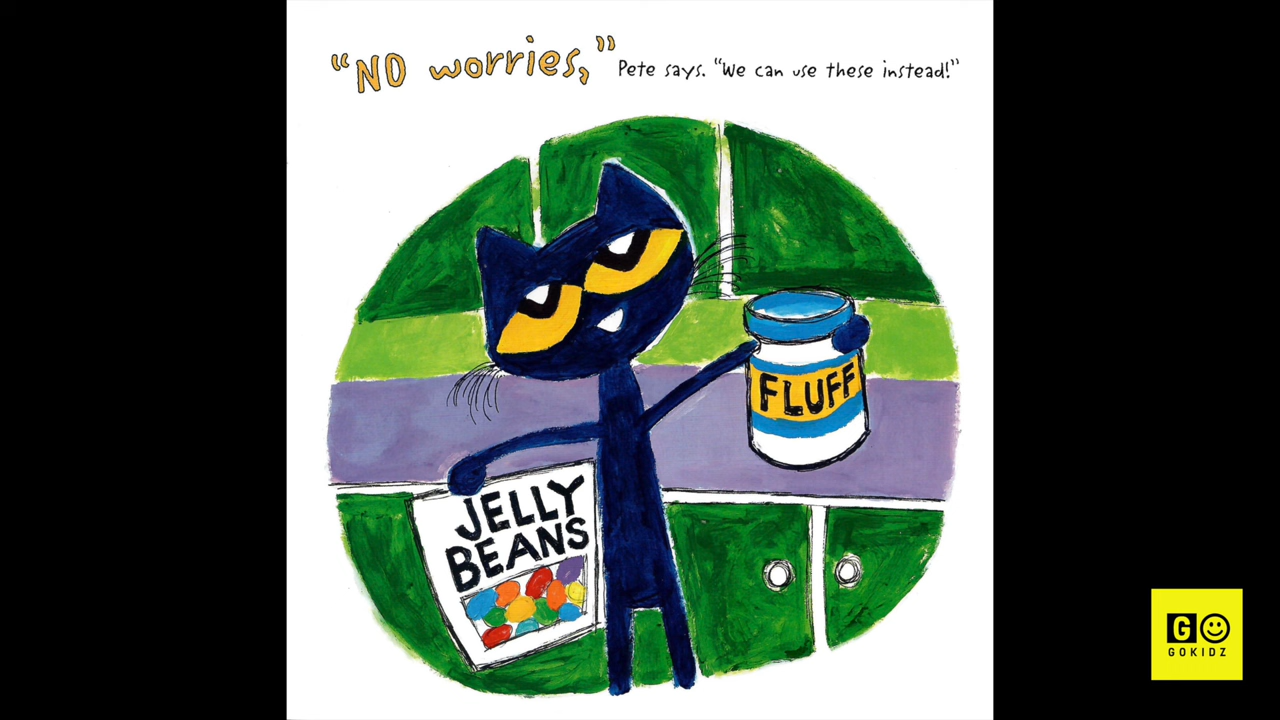 “NO worries,” Pete says. “We can use these instead!”
FLUFF
JELLY
BEANS
GO
GOKIDZ